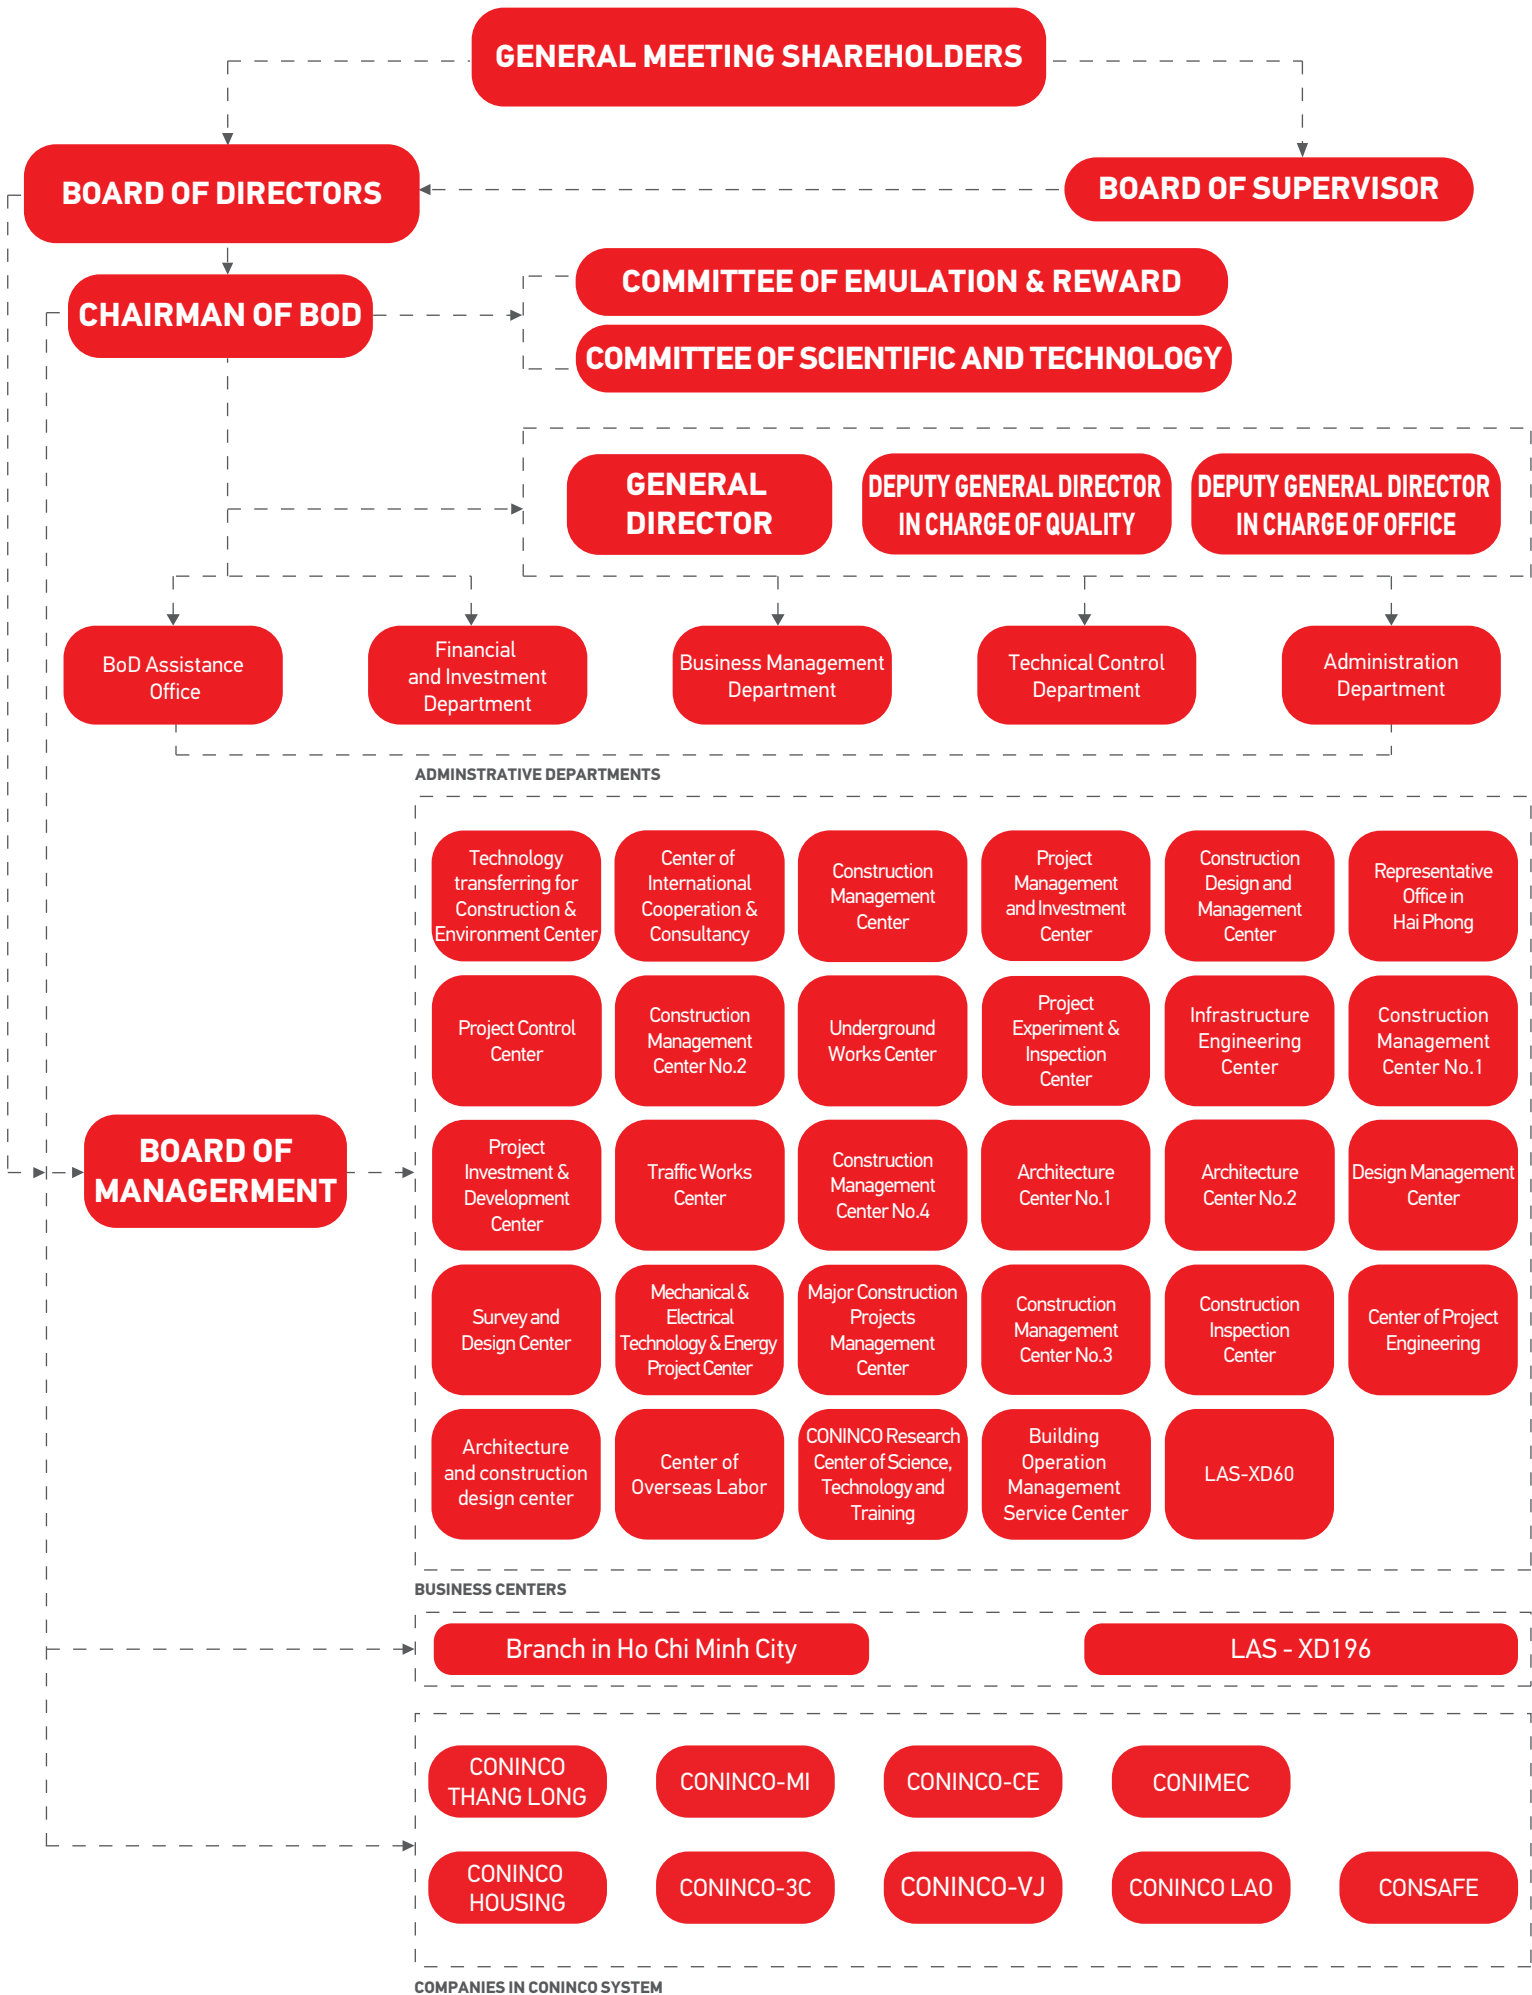 GENERAL MEETING SHAREHOLDERS
BOARD OF DIRECTORS
BOARD OF SUPERVISOR
CHAIRMAN OF BOD
COMMITTEE OF EMULATION & REWARD
COMMITTEE OF SCIENTIFIC AND TECHNOLOGY
GENERAL
DIRECTOR
DEPUTY GENERAL DIRECTOR
IN CHARGE OF QUALITY
DEPUTY GENERAL DIRECTOR
IN CHARGE OF OFFICE
BoD Assistance
Office
Financial
and Investment
Department
Business Management
Department
Technical Control
Department
Administration
Department
ADMINSTRATIVE DEPARTMENTS
Technology
transferring for
Construction &
Environment Center
Center of
International
Cooperation &
Consultancy
Construction
Management
Center
Project
Management
and Investment
Center
Construction
Design and
Management
Center
Representative
Office in
Hai Phong
Project Control
Center
Construction
Management
Center No.2
Underground
Works Center
Project
Experiment &
Inspection
Center
Infrastructure
Engineering
Center
Construction
Management
Center No.1
BOARD OF
MANAGERMENT
Project
Investment &
Development
Center
Traffic Works
Center
Construction
Management
Center No.4
Architecture
Center No.1
Architecture
Center No.2
Design Management
Center
Survey and
Design Center
Mechanical &
Electrical
Technology & Energy
Project Center
Major Construction
Projects
Management
Center
Construction
Management
Center No.3
Construction
Inspection
Center
Center of Project
Engineering
Architecture
and construction
design center
Center of
Overseas Labor
CONINCO Research
Center of Science,
Technology and
Training
Building
Operation
Management
Service Center
LAS-XD60
BUSINESS CENTERS
Branch in Ho Chi Minh City
LAS - XD196
CONINCO
THANG LONG
CONINCO-MI
CONINCO-CE
CONIMEC
CONINCO
HOUSING
CONINCO-3C
CONINCO-VJ
CONINCO LAO
CONSAFE
COMPANIES IN CONINCO SYSTEM